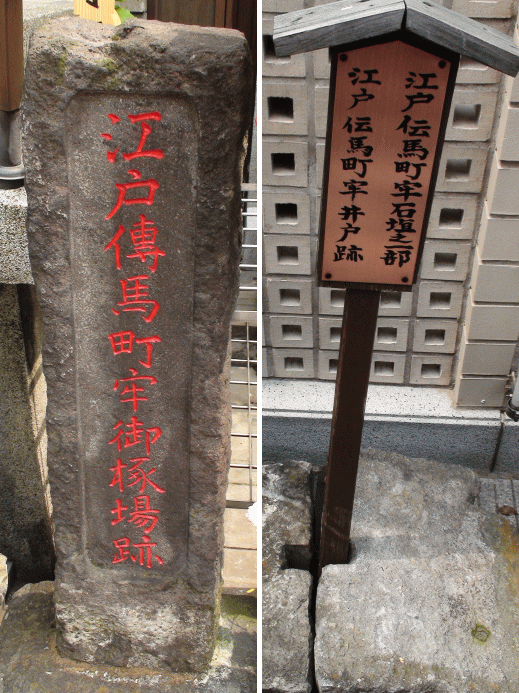 江戸傳馬町牢御椓場跡
江戸伝馬町牢石垣之一部
江戸伝馬町牢井戸跡